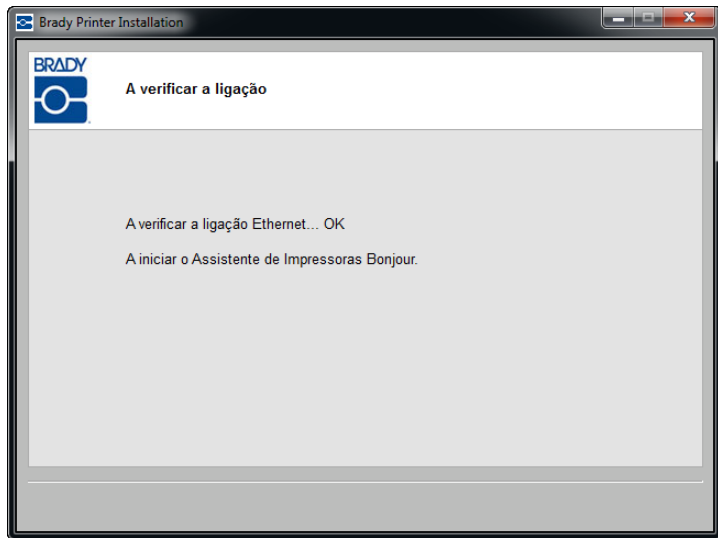 Brady Printer Installation
BRADY
A verificar a ligação
A verificar a ligação Ethernet... OK
A iniciar o Assistente de Impressoras Bonjour.